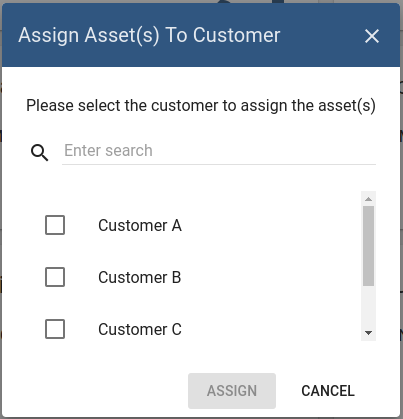 Assign Asset(s) To Customer
Please select the customer to assign the asset(s)
Enter search
Customer A
Customer B
Customer C
ASSIGN CANCEL